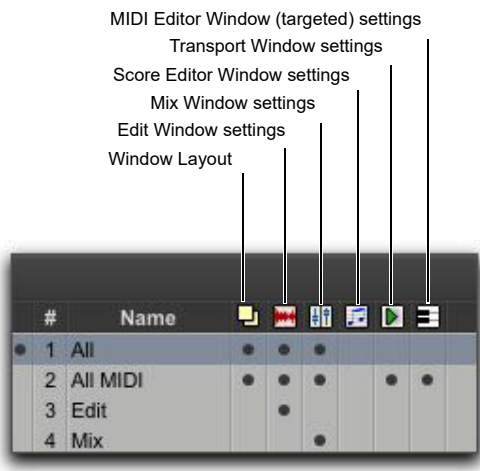 MIDI Editor Window (targeted) settings
Transport Window settings
Score Editor Window settings
Mix Window settings
Edit Window settings
Window Layout
# Name
1 All
2 All MIDI
3 Edit
4 Mix